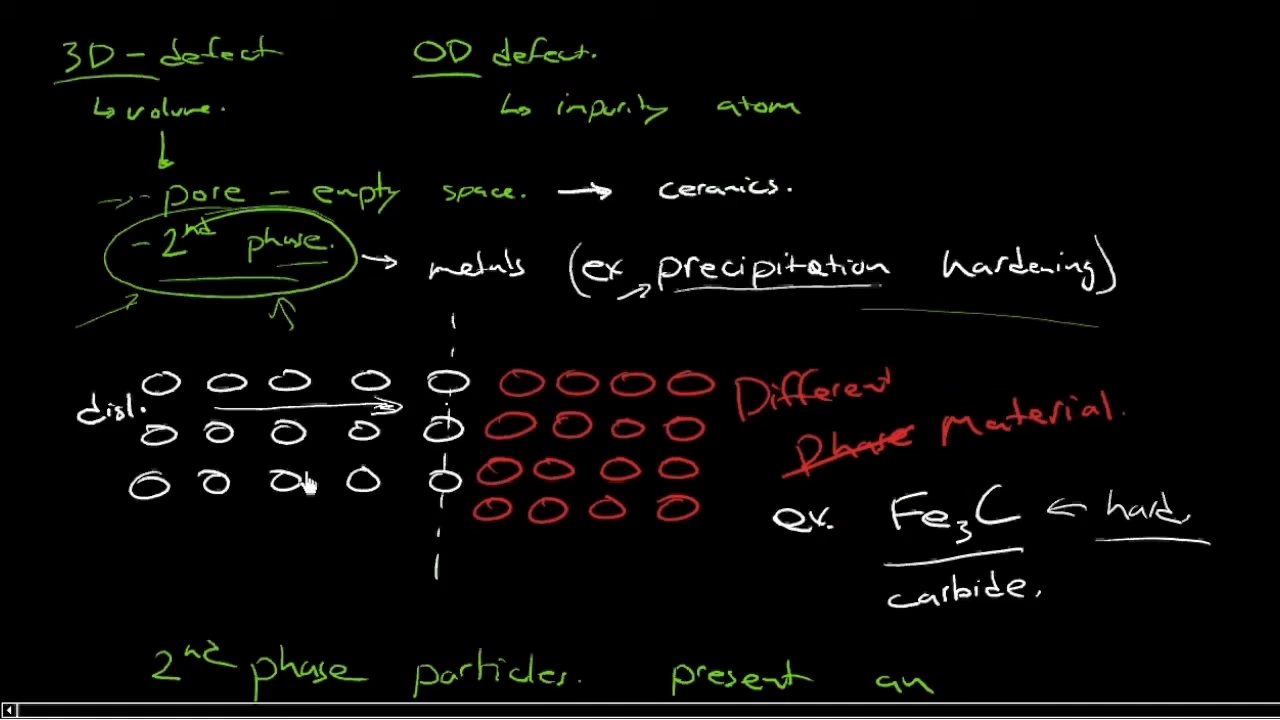 3D - defect
OD defect.
↳ volume.
↳ impurity atom
- pore - empty space. → ceramics.
- 2nd phase. → metals (ex precipitation hardening)
disl.
Different
phase Material.
ex. Fe3C ← hard.
carbide.
2nd phase particles. present an